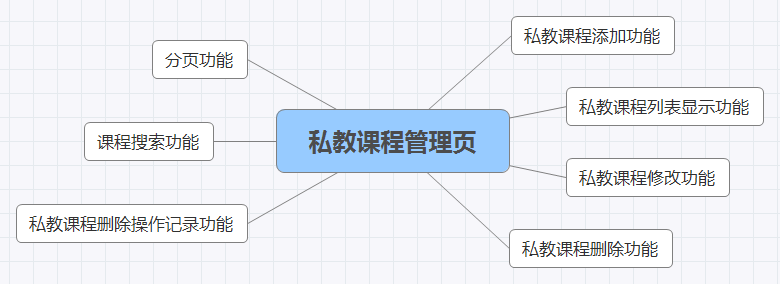 私教课程添加功能
分页功能
私教课程列表显示功能
课程搜索功能
私教课程管理页
私教课程修改功能
私教课程删除操作记录功能
私教课程删除功能